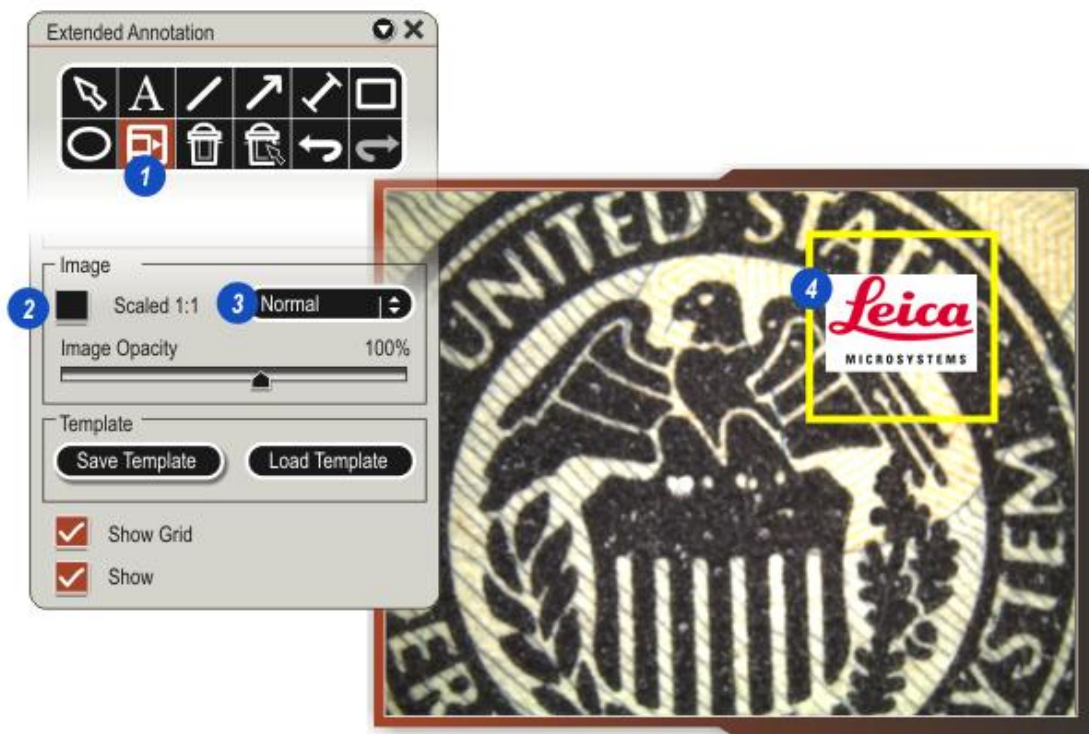 Extended Annotation
A
1
Image
2
Scaled 1:1
3
Normal
Image Opacity
100%
Template
Save Template
Load Template
Show Grid
Show
UNITED STATES
4
Leica
MICROSYSTEMS